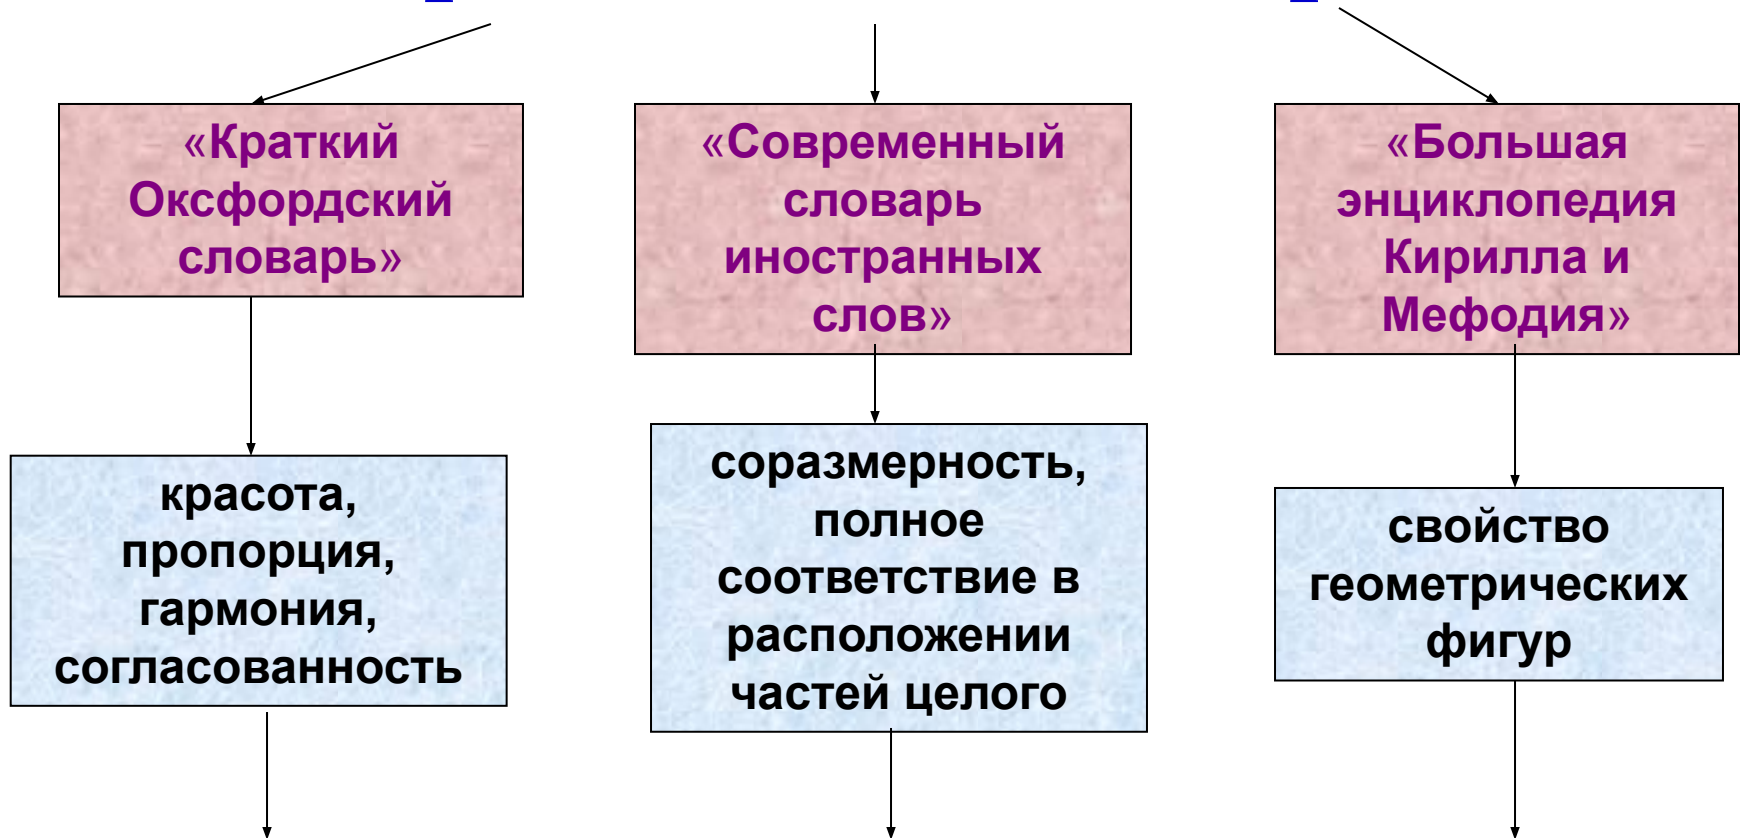 «Краткий
Оксфордский
словарь»
«Современный
словарь
иностранных
слов»
«Большая
энциклопедия
Кирилла и
Мефодия»
красота,
пропорция,
гармония,
согласованность
соразмерность,
полное
соответствие в
расположении
частей целого
свойство
геометрических
фигур